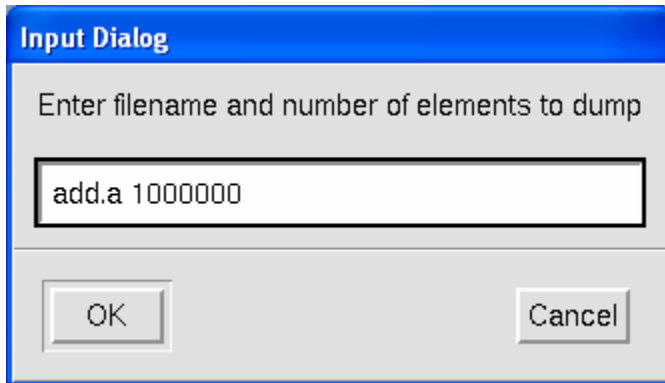 Input Dialog
Enter filename and number of elements to dump
add.a 1000000
OK
Cancel